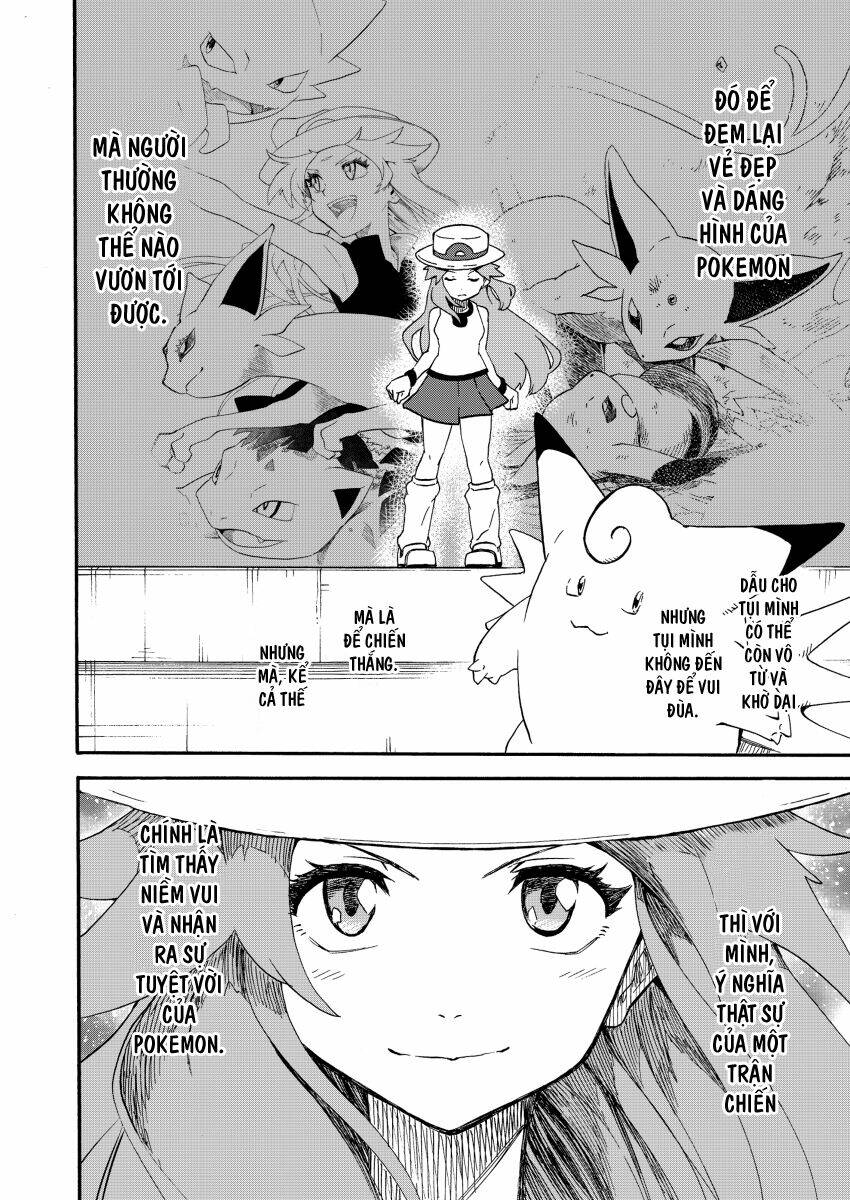 ĐÓ ĐỂ
ĐEM LẠI
VẺ ĐẸP
VÀ DÁNG
HÌNH CỦA
POKEMON
MÀ NGƯỜI
THƯỜNG
KHÔNG
THỂ NÀO
VƯƠN TỚI
ĐƯỢC.
DẪU CHO
TỤI MÌNH
CÓ THỂ
CÒN VÔ
TƯ VÀ
KHỜ DẠI
NHƯNG
TỤI MÌNH
KHÔNG ĐẾN
ĐÂY ĐỂ VUI
ĐÙA.
MÀ LÀ
ĐỂ CHIẾN
THẮNG.
NHƯNG
MÀ, KỂ
CẢ THẾ
THÌ VỚI
MÌNH,
Ý NGHĨA
THẬT SỰ
CỦA MỘT
TRẬN
CHIẾN
CHÍNH LÀ
TÌM THẤY
NIỀM VUI
VÀ NHẬN
RA SỰ
TUYỆT VỜI
CỦA
POKEMON.